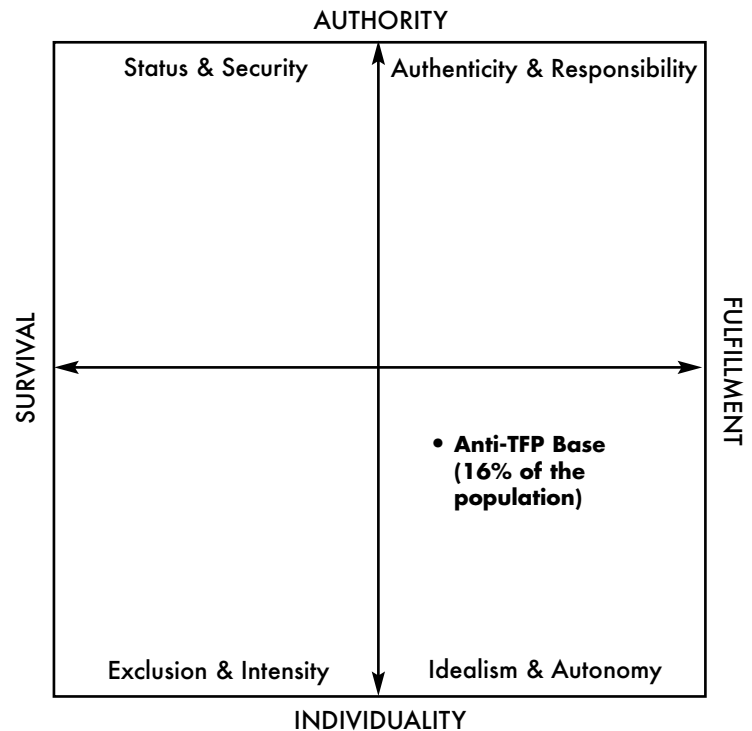 AUTHORITY
Status & Security
Authenticity & Responsibility
SURVIVAL
FULFILLMENT
• Anti-TFP Base
(16% of the
population)
Exclusion & Intensity
Idealism & Autonomy
INDIVIDUALITY